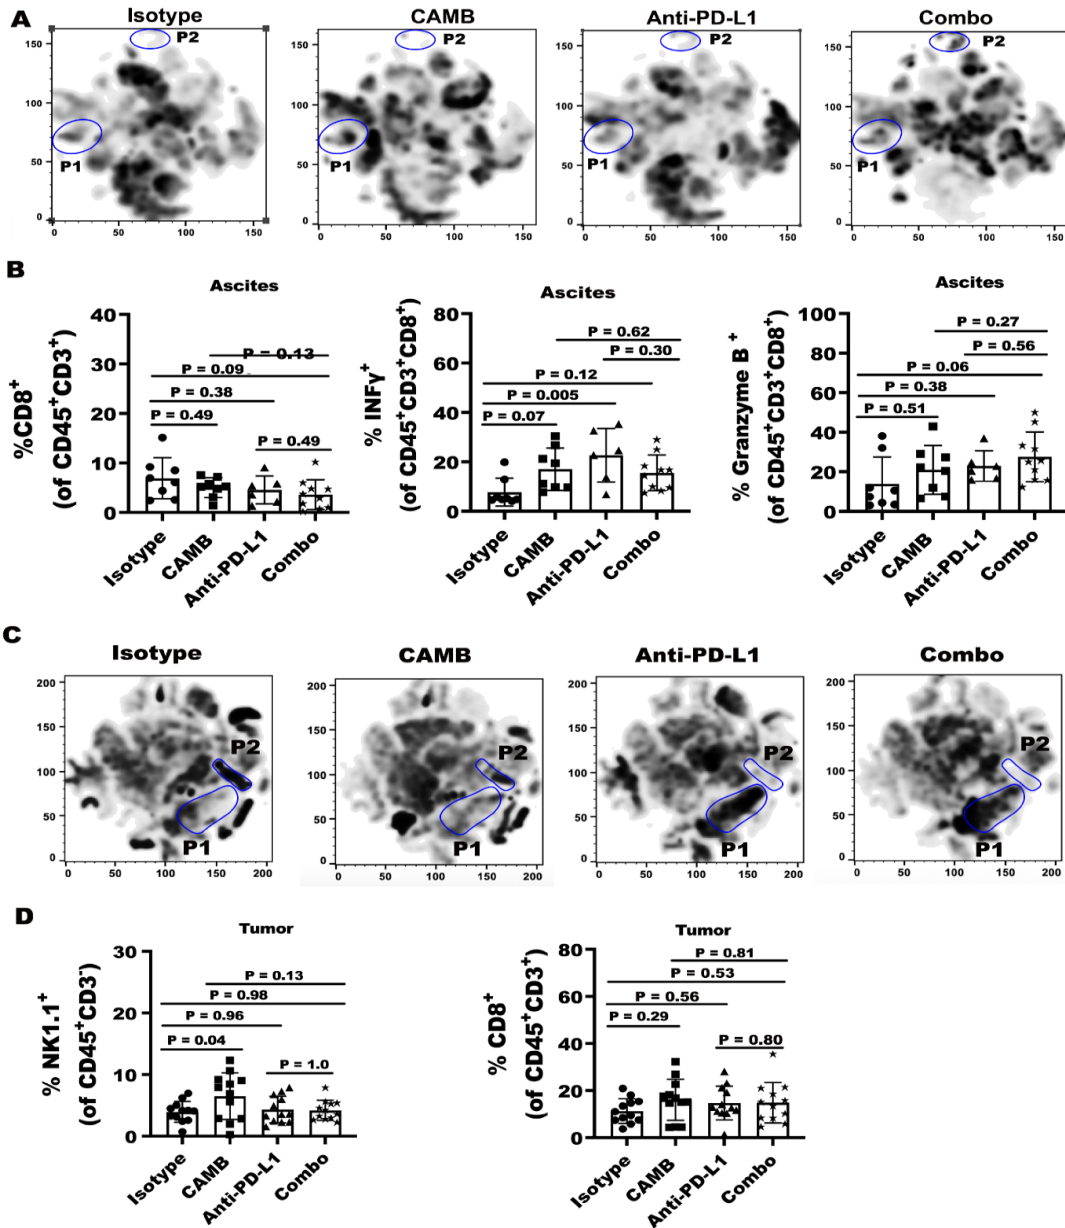 A
Isotype
CAMB
Anti-PD-L1
Combo
P2
P2
P2
P2
150
100
50
0
P1
P1
P1
P1
0 50 100 150
150
100
50
0
0 50 100 150
150
100
50
0
0 50 100 150
150
100
50
0
0 50 100 150
B
Ascites
%CD8+
(of CD45+CD3+)
40
30
20
10
0
P = 0.13
P = 0.09
P = 0.38
P = 0.49
P = 0.49
Isotype
CAMB
Anti-PD-L1
Combo
Ascites
% INFγ+
(of CD45+CD3+CD8+)
80
60
40
20
0
P = 0.62
P = 0.30
P = 0.12
P = 0.005
P = 0.07
Isotype
CAMB
Anti-PD-L1
Combo
Ascites
% Granzyme B +
(of CD45+CD3+CD8+)
100
80
60
40
20
0
P = 0.27
P = 0.56
P = 0.06
P = 0.38
P = 0.51
Isotype
CAMB
Anti-PD-L1
Combo
C
Isotype
CAMB
Anti-PD-L1
Combo
200
150
100
50
0
P2
P1
0 50 100 150 200
200
150
100
50
0
P2
P1
0 50 100 150 200
200
150
100
50
0
P2
P1
0 50 100 150 200
200
150
100
50
0
P2
P1
0 50 100 150 200
D
Tumor
% NK1.1+
(of CD45+CD3-)
30
20
10
0
P = 0.13
P = 0.98
P = 0.96
P = 0.04
P = 1.0
Isotype
CAMB
Anti-PD-L1
Combo
Tumor
% CD8+
(of CD45+CD3+)
80
60
40
20
0
P = 0.81
P = 0.53
P = 0.56
P = 0.29
P = 0.80
Isotype
CAMB
Anti-PD-L1
Combo